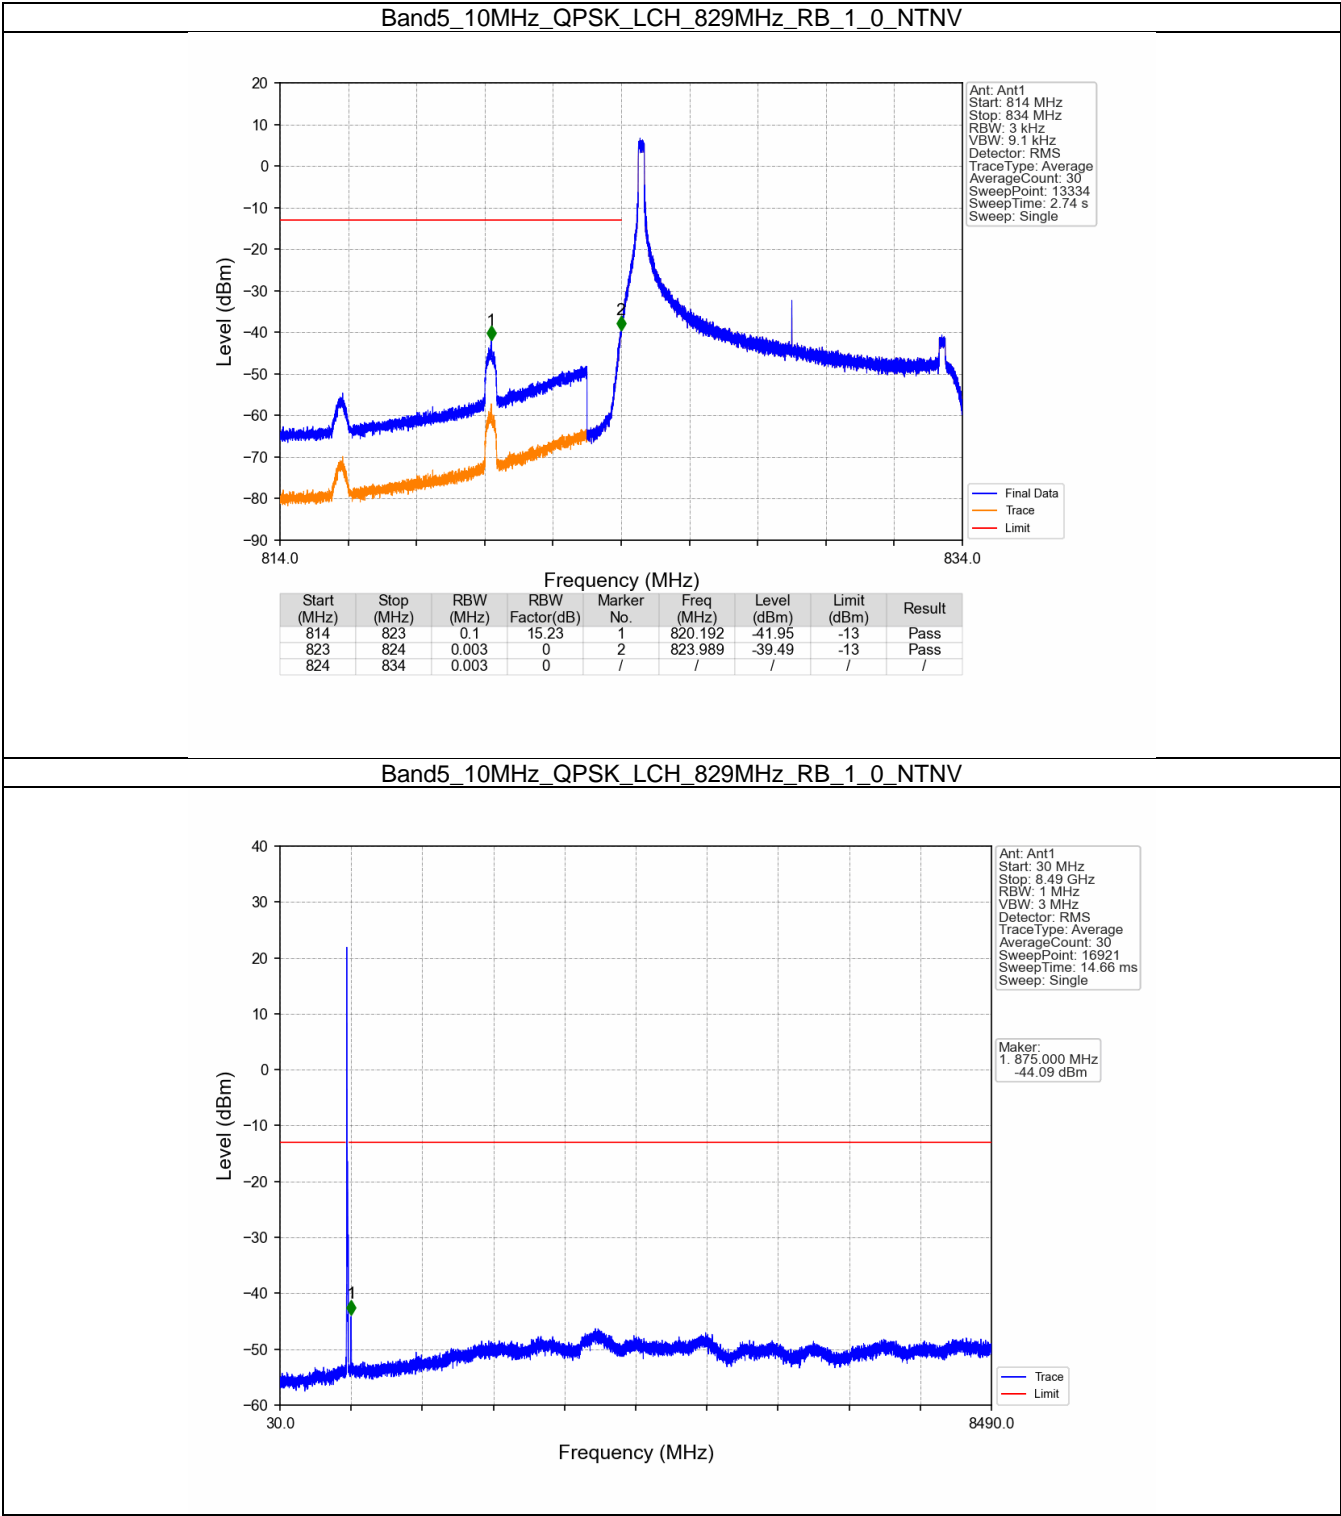 Band5_10MHz_QPSK_LCH_829MHz_RB_1_0_NTNV
20
10
0
−10
−20
−30
−40
−50
−60
−70
−80
−90
Level (dBm)
1
2
814.0
834.0
Frequency (MHz)
Ant: Ant1
Start: 814 MHz
Stop: 834 MHz
RBW: 3 kHz
VBW: 9.1 kHz
Detector: RMS
TraceType: Average
AverageCount: 30
SweepPoint: 13334
SweepTime: 2.74 s
Sweep: Single
Final Data
Trace
Limit
Start (MHz) Stop (MHz) RBW (MHz) RBW Factor(dB) Marker No. Freq (MHz) Level (dBm) Limit (dBm) Result
814 823 0.1 15.23 1 820.192 -41.95 -13 Pass
823 824 0.003 0 2 823.989 -39.49 -13 Pass
824 834 0.003 0 / / / / /
Band5_10MHz_QPSK_LCH_829MHz_RB_1_0_NTNV
40
30
20
10
0
−10
−20
−30
−40
−50
−60
Level (dBm)
1
30.0
8490.0
Frequency (MHz)
Ant: Ant1
Start: 30 MHz
Stop: 8.49 GHz
RBW: 1 MHz
VBW: 3 MHz
Detector: RMS
TraceType: Average
AverageCount: 30
SweepPoint: 16921
SweepTime: 14.66 ms
Sweep: Single
Maker:
1. 875.000 MHz
-44.09 dBm
Trace
Limit